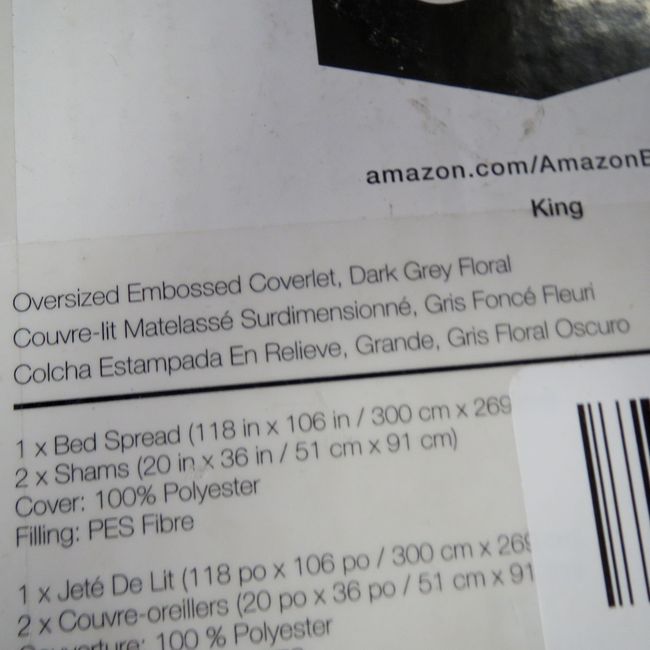 amazon.com/AmazonB
King
Oversized Embossed Coverlet, Dark Grey Floral
Couvre-lit Matelassé Surdimensionné, Gris Foncé Fleuri
Colcha Estampada En Relieve, Grande, Gris Floral Oscuro
1 x Bed Spread (118 in x 106 in / 300 cm x 269
2 x Shams (20 in x 36 in / 51 cm x 91 cm)
Cover: 100% Polyester
Filling: PES Fibre
1 x Jeté De Lit (118 po x 106 po / 300 cm x 269
2 x Couvre-oreillers (20 po x 36 po / 51 cm x 91
Couverture: 100 % Polyester